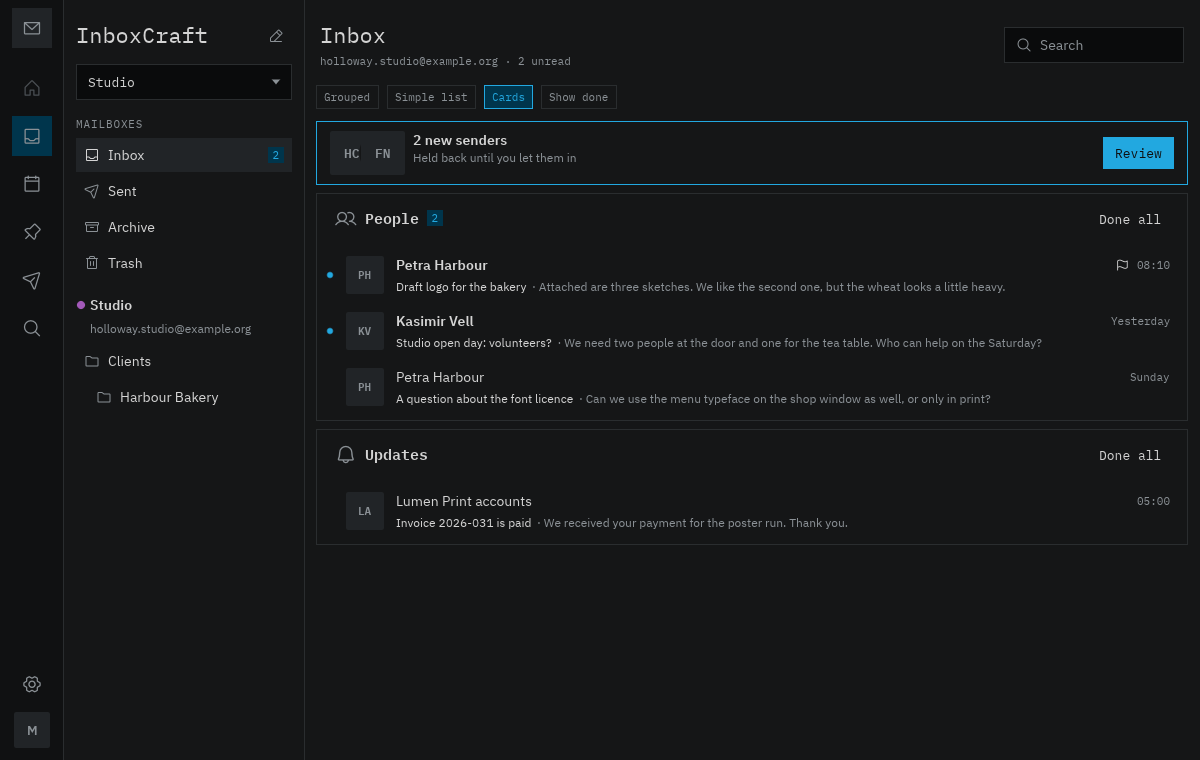 InboxCraft
Studio
MAILBOXES
Inbox 2
Sent
Archive
Trash
Studio
holloway.studio@example.org
Clients
Harbour Bakery
M
Inbox
holloway.studio@example.org · 2 unread
Search
Grouped Simple list Cards Show done
HC FN
2 new senders
Held back until you let them in
Review
People 2 Done all
PH
Petra Harbour 08:10
Draft logo for the bakery · Attached are three sketches. We like the second one, but the wheat looks a little heavy.
KV
Kasimir Vell Yesterday
Studio open day: volunteers? · We need two people at the door and one for the tea table. Who can help on the Saturday?
PH
Petra Harbour Sunday
A question about the font licence · Can we use the menu typeface on the shop window as well, or only in print?
Updates Done all
LA
Lumen Print accounts 05:00
Invoice 2026-031 is paid · We received your payment for the poster run. Thank you.